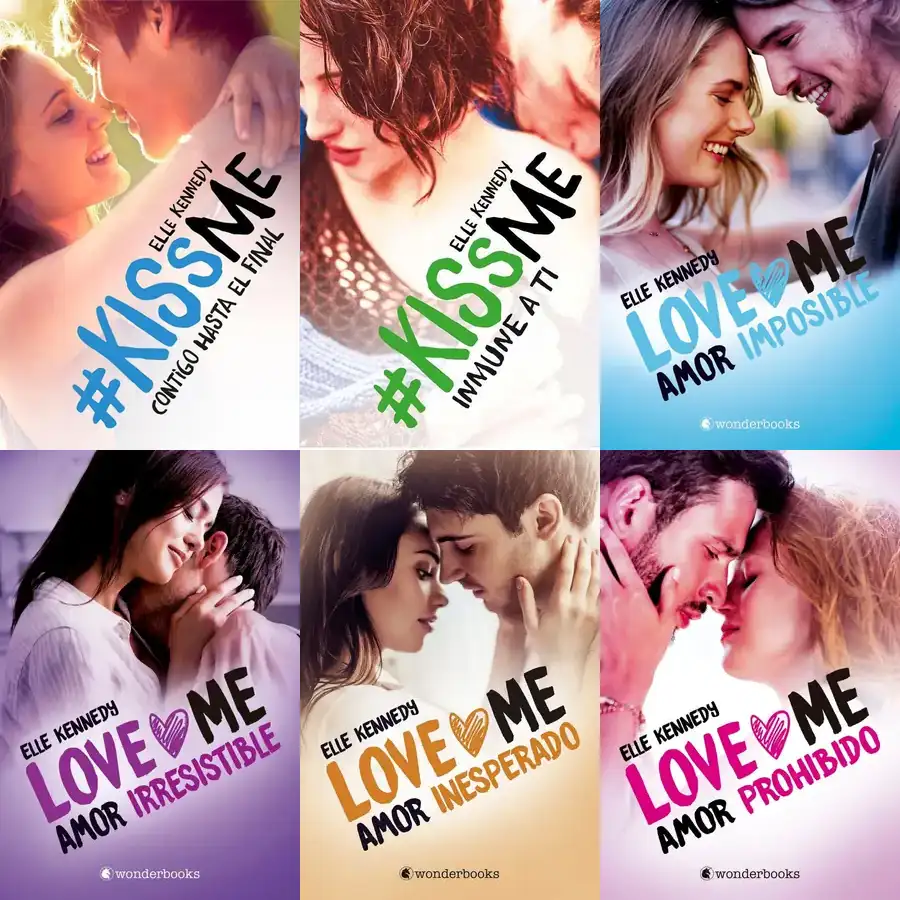 ELLE KENNEDY
#KISSME
CONTIGO HASTA EL FINAL
ELLE KENNEDY
#KISSME
INMUNE A TI
ELLE KENNEDY
LOVE ME
AMOR IMPOSIBLE
wonderbooks
ELLE KENNEDY
LOVE ME
AMOR IRRESISTIBLE
wonderbooks
ELLE KENNEDY
LOVE ME
AMOR INESPERADO
wonderbooks
ELLE KENNEDY
LOVE ME
AMOR PROHIBIDO
wonderbooks